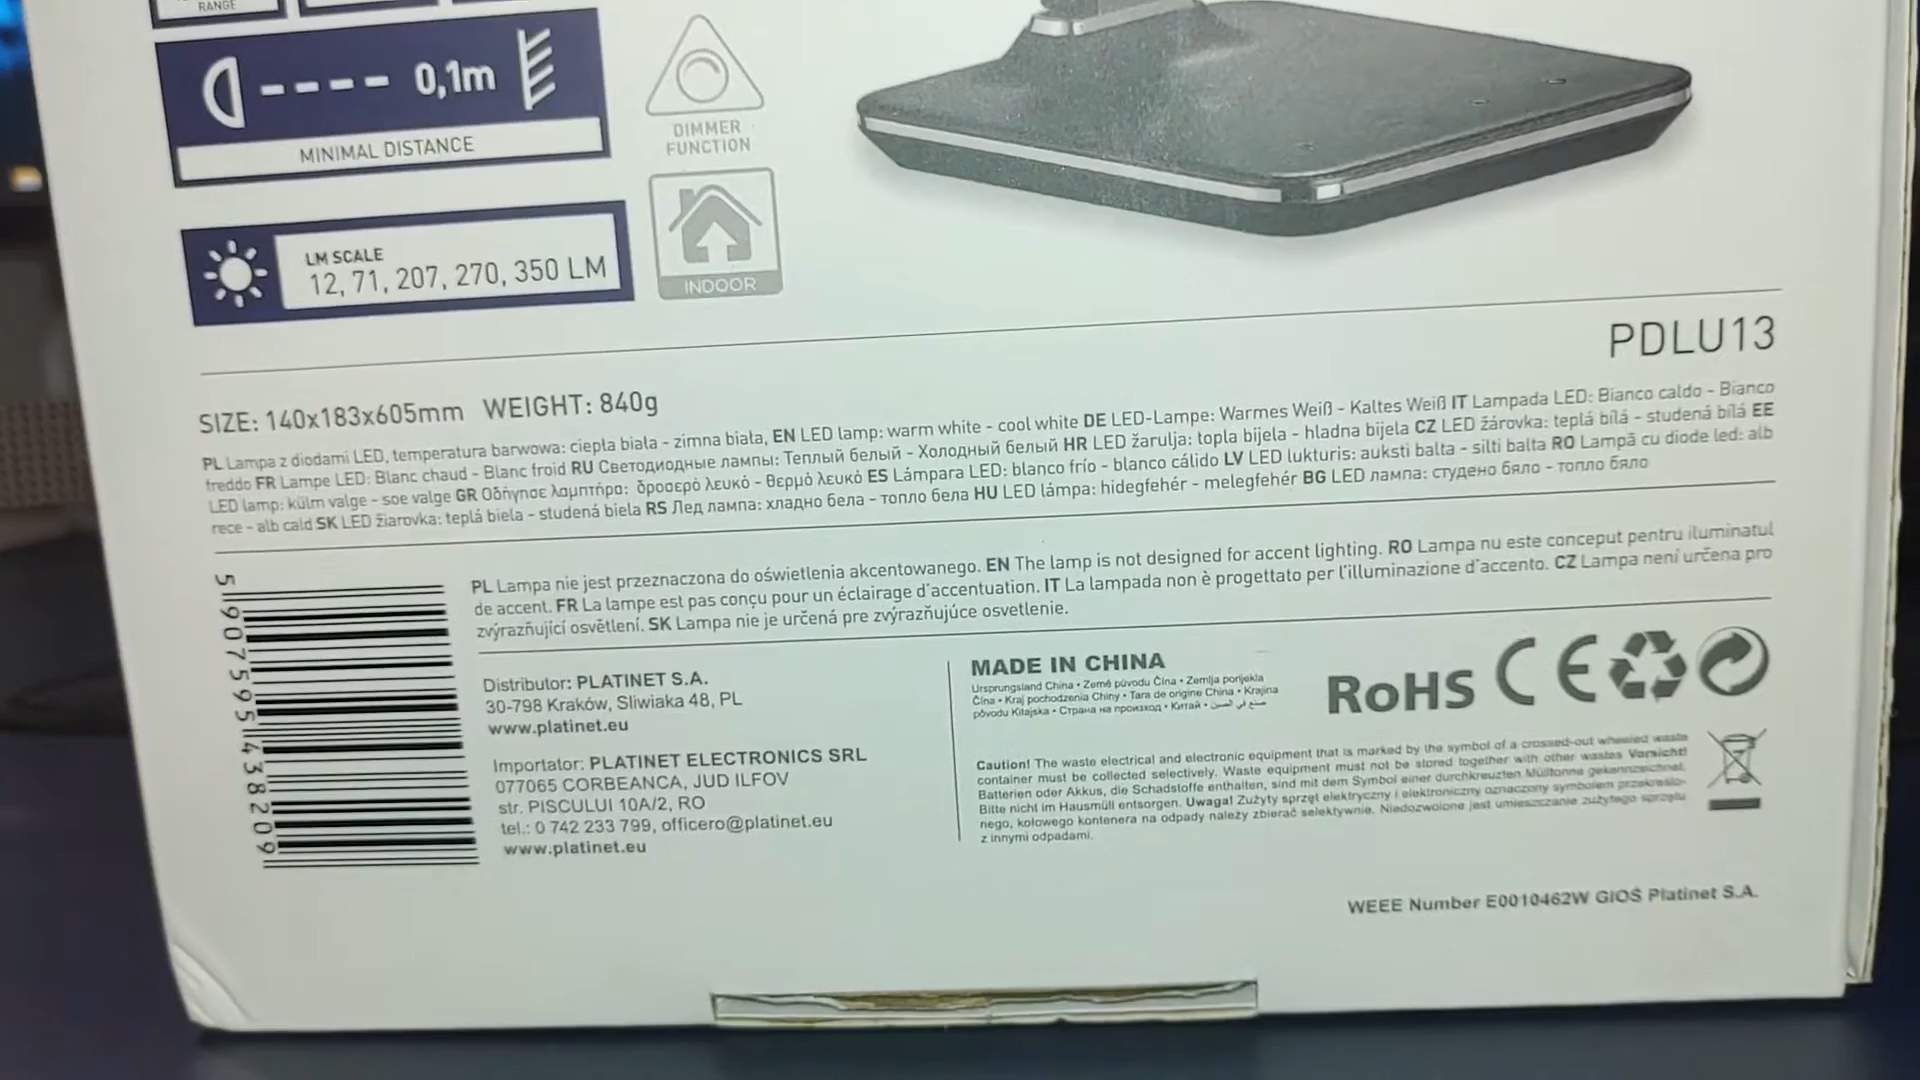 RANGE
0,1m
MINIMAL DISTANCE
DIMMER
FUNCTION
LM SCALE
12, 71, 207, 270, 350 LM
INDOOR
PDLU13
SIZE: 140x183x605mm WEIGHT: 840g
PL Lampa z diodami LED, temperatura barwowa: ciepła biała - zimna biała, EN LED lamp: warm white - cool white DE LED-Lampe: Warmes Weiß - Kaltes Weiß IT Lampada LED: Bianco caldo - Bianco
freddo FR Lampe LED: Blanc chaud - Blanc froid RU Светодиодные лампы: Теплый белый - Холодный белый HR LED žarulja: topla bijela - hladna bijela CZ LED žárovka: teplá bílá - studená bílá EE
LED lamp: külm valge - soe valge GR Οδήγησε λαμπτήρα: δροσερό λευκό - θερμό λευκό ES Lámpara LED: blanco frío - blanco cálido LV LED lukturis: auksti balta - silti balta RO Lampă cu diode led: alb
rece - alb cald SK LED žiarovka: teplá biela - studená biela RS Лед лампа: хладно бела - топло бела HU LED lámpa: hidegfehér - melegfehér BG LED лампа: студено бяло - топло бяло
PL Lampa nie jest przeznaczona do oświetlenia akcentowanego. EN The lamp is not designed for accent lighting. RO Lampa nu este conceput pentru iluminatul
de accent. FR La lampe est pas conçu pour un éclairage d'accentuation. IT La lampada non è progettato per l'illuminazione d'accento. CZ Lampa není určena pro
zvýrazňující osvětlení. SK Lampa nie je určená pre zvýrazňujúce osvetlenie.
5 907595 438209
Distributor: PLATINET S.A.
30-798 Kraków, Sliwiaka 48, PL
www.platinet.eu
Importator: PLATINET ELECTRONICS SRL
077065 CORBEANCA, JUD ILFOV
str. PISCULUI 10A/2, RO
tel.: 0 742 233 799, officero@platinet.eu
www.platinet.eu
MADE IN CHINA
Ursprungsland China • Země původu Čína • Zemlja porijekla
Čina • Kraj pochodzenia Chiny • Tara de origine China • Krajina
pôvodu Kitajska • Страна на произход • Китай •
RoHS CE
Caution! The waste electrical and electronic equipment that is marked by the symbol of a crossed-out wheeled waste
container must be collected selectively. Waste equipment must not be stored together with other wastes Vorsicht!
Batterien oder Akkus, die Schadstoffe enthalten, sind mit dem Symbol einer durchkreuzten Mülltonne gekennzeichnet.
Bitte nicht im Hausmüll entsorgen. Uwaga! Zużyty sprzęt elektryczny i elektroniczny oznaczony symbolem przekreślo-
nego, kołowego kontenera na odpady należy zbierać selektywnie. Niedozwolone jest umieszczanie zużytego sprzętu
z innymi odpadami.
WEEE Number E0010462W GIOŚ Platinet S.A.